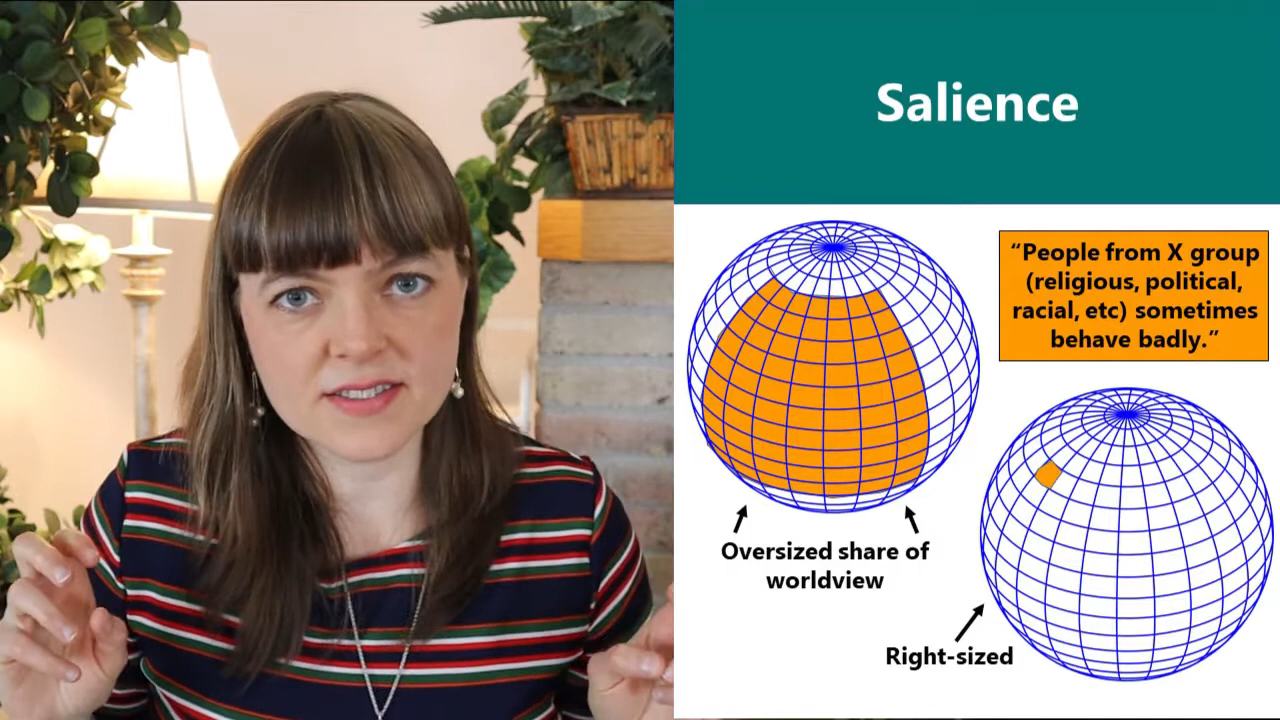 Salience
“People from X group
(religious, political,
racial, etc) sometimes
behave badly.”
Oversized share of
worldview
Right-sized